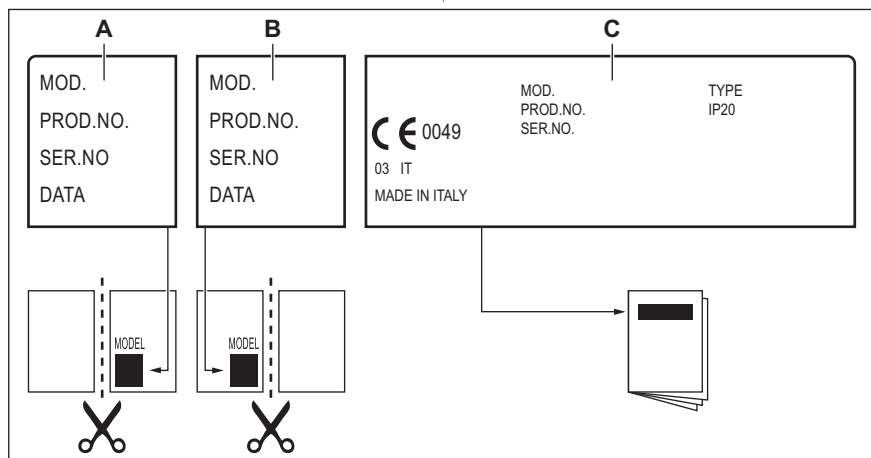 A
B
C
MOD.
PROD.NO.
SER.NO
DATA
MOD.
PROD.NO.
SER.NO
DATA
MOD.
PROD.NO.
SER.NO.
TYPE
IP20
CE 0049
03 IT
MADE IN ITALY
MODEL
MODEL